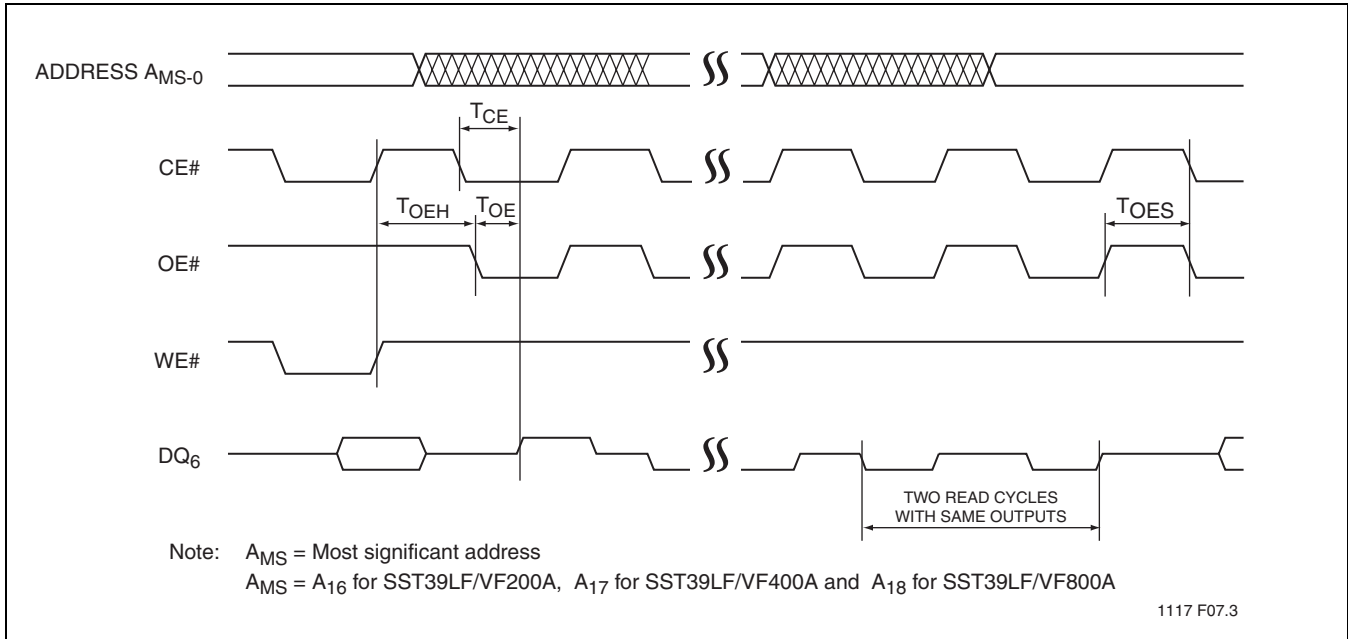 ADDRESS AMS-0
TCE
CE#
TOEH TOE TOES
OE#
WE#
DQ6
TWO READ CYCLES
WITH SAME OUTPUTS
Note: AMS = Most significant address
AMS = A16 for SST39LF/VF200A, A17 for SST39LF/VF400A and A18 for SST39LF/VF800A
1117 F07.3